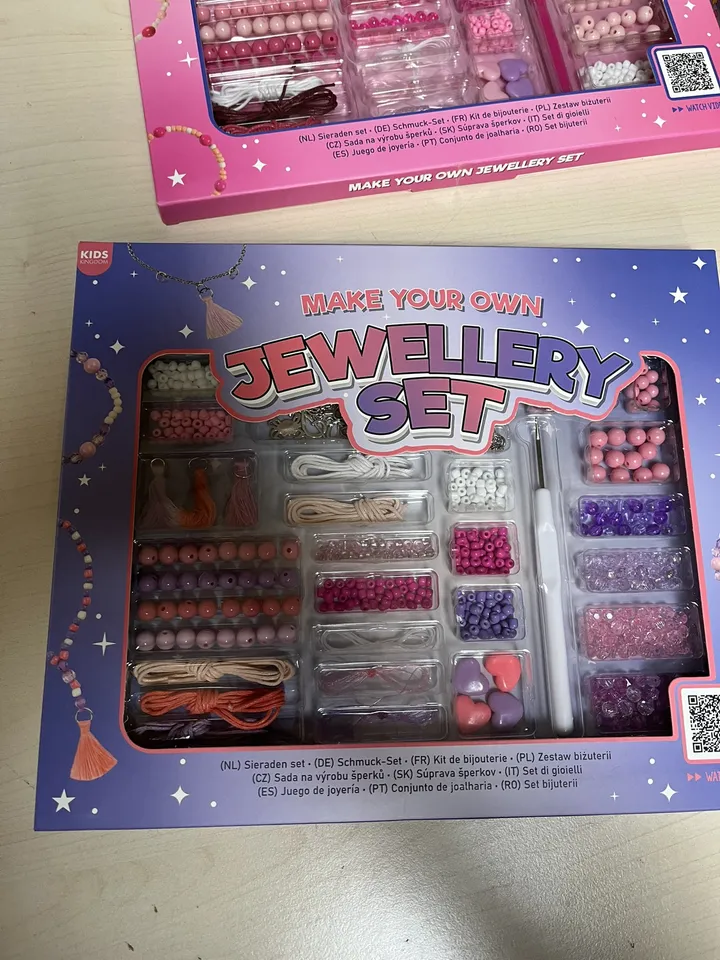 WATCH VID
(NL) Sieraden set • (DE) Schmuck-Set • (FR) Kit de bijouterie • (PL) Zestaw biżuterii
(CZ) Sada na výrobu šperků • (SK) Súprava šperkov • (IT) Set di gioielli
(ES) Juego de joyería • (PT) Conjunto de joalharia • (RO) Set bijuterii
MAKE YOUR OWN JEWELLERY SET
KIDS
KINGDOM
MAKE YOUR OWN
JEWELLERY
SET
(NL) Sieraden set • (DE) Schmuck-Set • (FR) Kit de bijouterie • (PL) Zestaw biżuterii
(CZ) Sada na výrobu šperkov • (SK) Súprava šperkov • (IT) Set di gioielli
(ES) Juego de joyería • (PT) Conjunto de joalharia • (RO) Set bijuterii
WAT